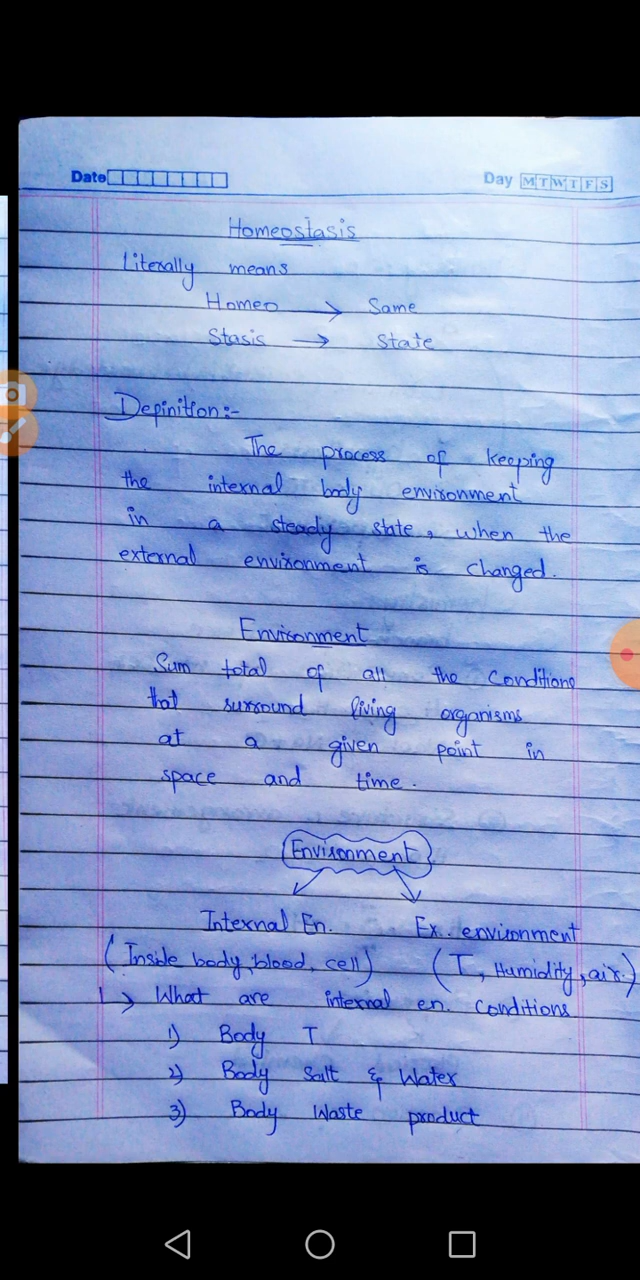 Date Day M T W T F S
Homeostasis
Literally means
Homeo → Same
Stasis → State
Definition:-
The process of keeping
the internal body environment
in a steady state, when the
external environment is changed.
Environment
Sum total of all the conditions
that surround living organisms
at a given point in
space and time.
Environment
Internal En. Ex. environment
(Inside body, blood, cell) (T, Humidity, air.)
↳ What are internal en. conditions
1) Body T
2) Body Salt & Water
3) Body Waste product